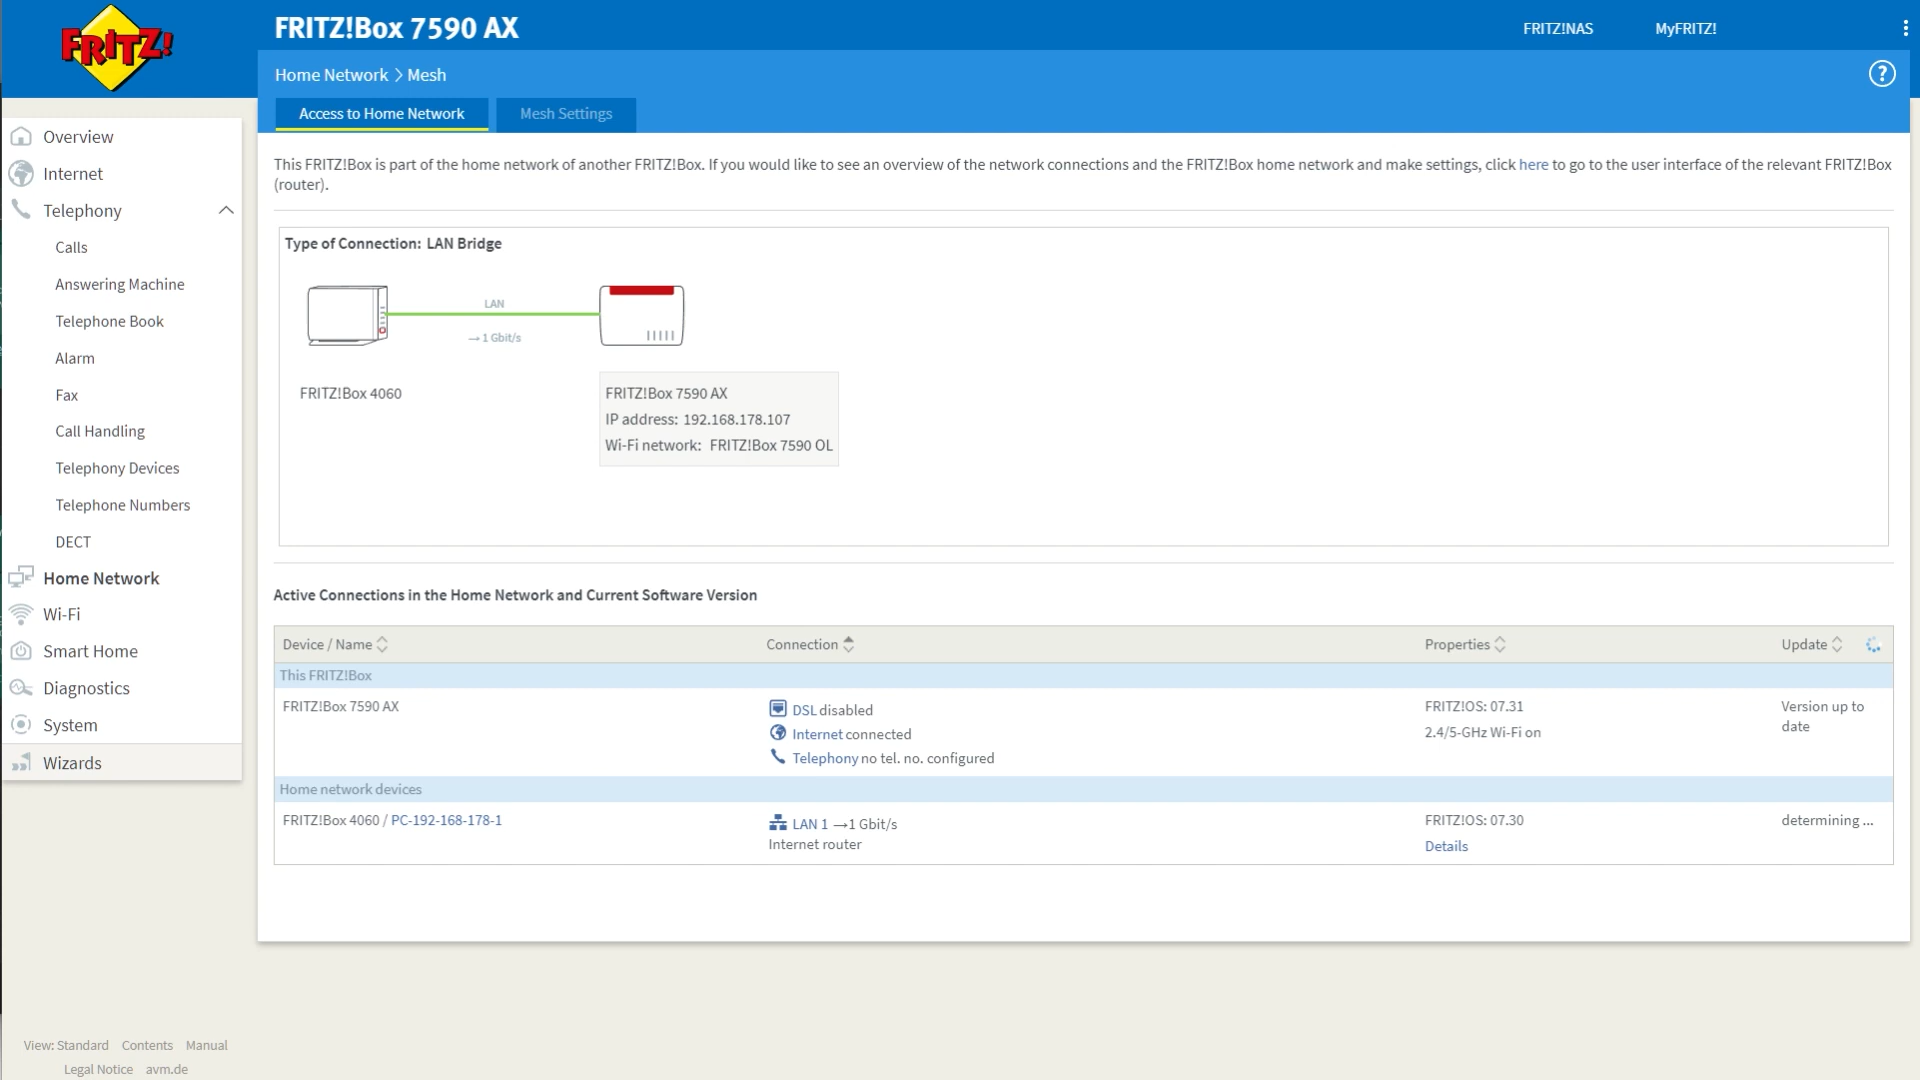 FRITZ!
FRITZ!Box 7590 AX
FRITZ!NAS
MyFRITZ!
Home Network > Mesh
?
Access to Home Network
Mesh Settings
Overview
Internet
Telephony
Calls
Answering Machine
Telephone Book
Alarm
Fax
Call Handling
Telephony Devices
Telephone Numbers
DECT
Home Network
Wi-Fi
Smart Home
Diagnostics
System
Wizards
View: Standard Contents Manual
Legal Notice avm.de
This FRITZ!Box is part of the home network of another FRITZ!Box. If you would like to see an overview of the network connections and the FRITZ!Box home network and make settings, click here to go to the user interface of the relevant FRITZ!Box
(router).
Type of Connection: LAN Bridge
LAN
→ 1 Gbit/s
FRITZ!Box 4060
FRITZ!Box 7590 AX
IP address: 192.168.178.107
Wi-Fi network: FRITZ!Box 7590 OL
Active Connections in the Home Network and Current Software Version
Device / Name Connection Properties Update
This FRITZ!Box
FRITZ!Box 7590 AX
DSL disabled
Internet connected
Telephony no tel. no. configured
FRITZ!OS: 07.31
2.4/5-GHz Wi-Fi on
Version up to
date
Home network devices
FRITZ!Box 4060 / PC-192-168-178-1
LAN 1 →1 Gbit/s
Internet router
FRITZ!OS: 07.30
Details
determining ...